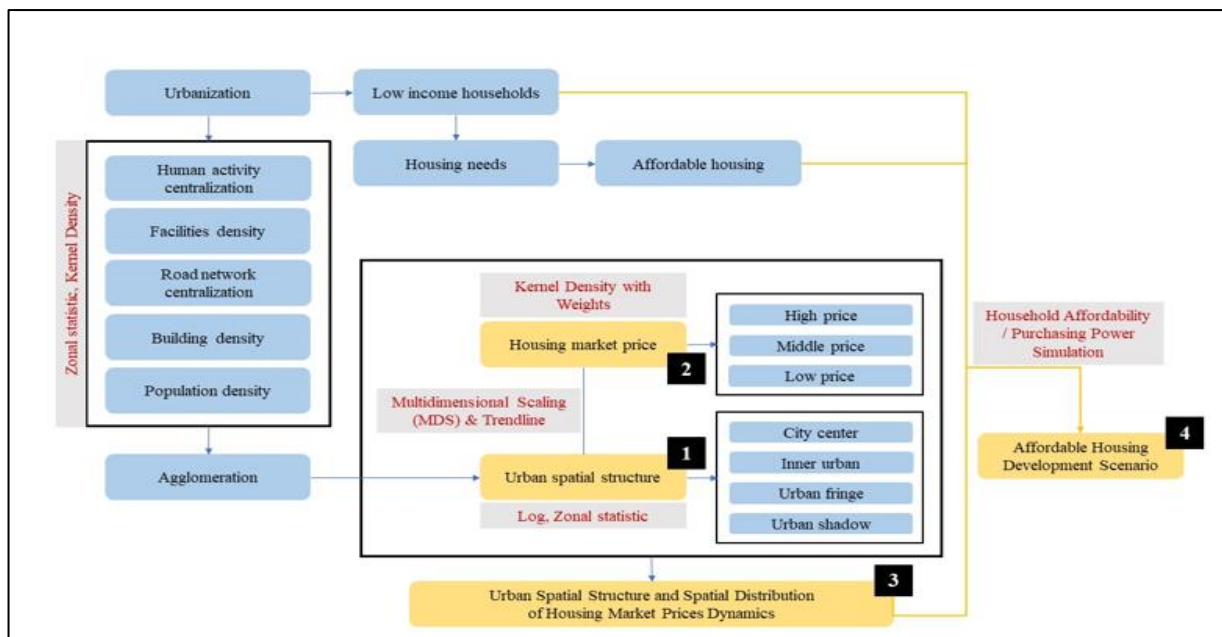 Urbanization
Low income households
Housing needs
Affordable housing
Zonal statistic, Kernel Density
Human activity
centralization
Facilities density
Road network
centralization
Building density
Population density
Agglomeration
Kernel Density with
Weights
Housing market price
2
High price
Middle price
Low price
Multidimensional Scaling
(MDS) & Trendline
1
Urban spatial structure
Log, Zonal statistic
City center
Inner urban
Urban fringe
Urban shadow
3
Urban Spatial Structure and Spatial Distribution
of Housing Market Prices Dynamics
Household Affordability
/ Purchasing Power
Simulation
4
Affordable Housing
Development Scenario